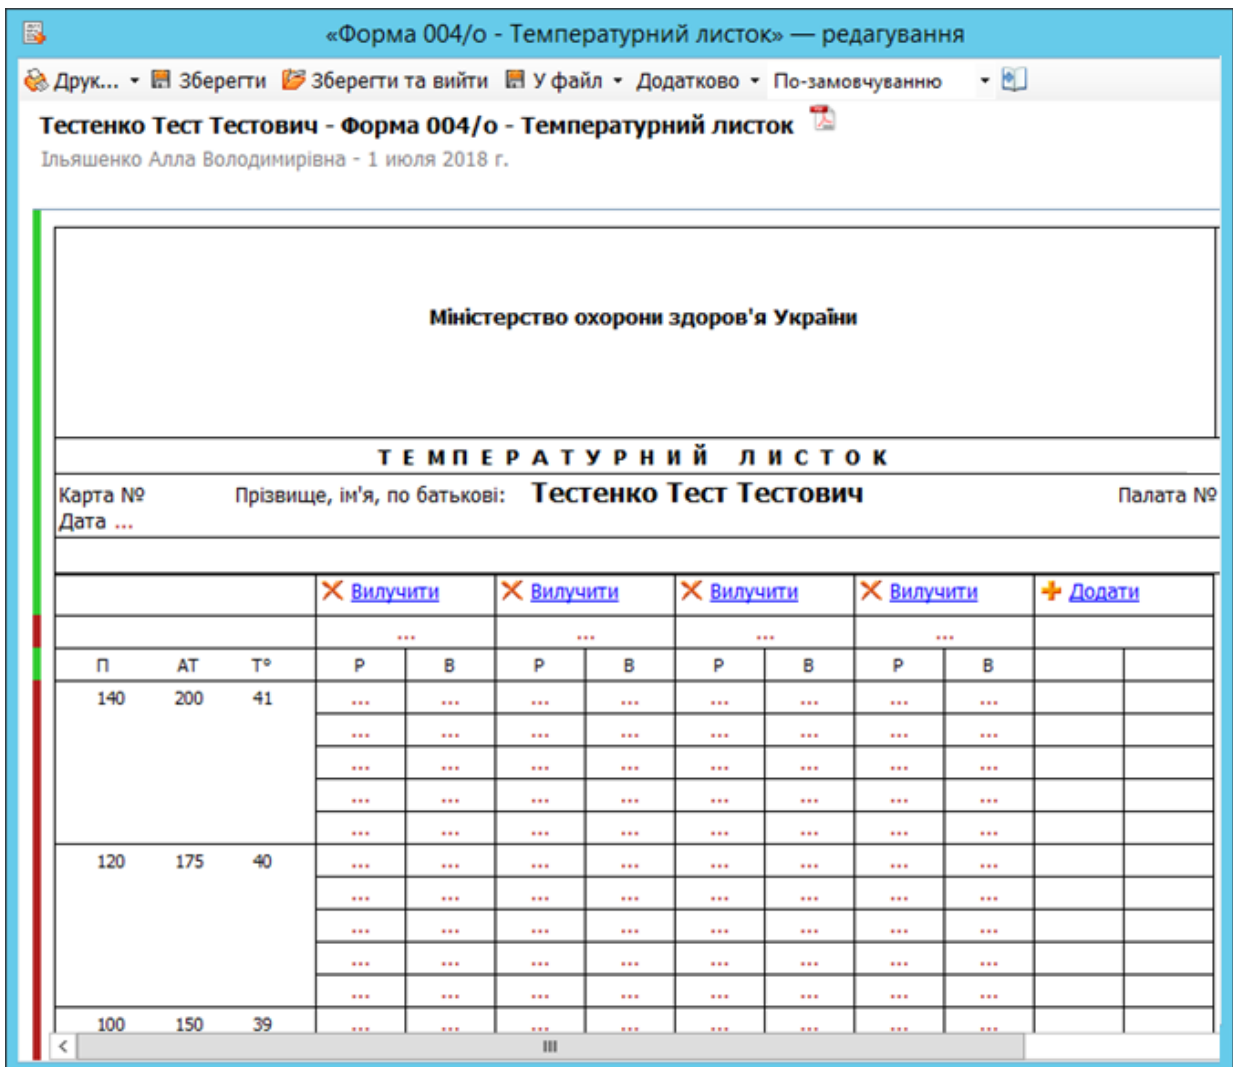 «Форма 004/о - Температурний листок» — редагування
Друк... Зберегти Зберегти та вийти У файл Додатково По-замовчуванню
Тестенко Тест Тестович - Форма 004/о - Температурний листок
Ільяшенко Алла Володимирівна - 1 июля 2018 г.
Міністерство охорони здоров'я України
ТЕМПЕРАТУРНИЙ ЛИСТОК
Карта № Прізвище, ім'я, по батькові: Тестенко Тест Тестович Палата №
Дата ...
Вилучити Вилучити Вилучити Вилучити Додати
... ... ... ...
П АТ Т° Р В Р В Р В Р В
140 200 41 ... ... ... ... ... ... ... ...
... ... ... ... ... ... ... ...
... ... ... ... ... ... ... ...
... ... ... ... ... ... ... ...
... ... ... ... ... ... ... ...
120 175 40 ... ... ... ... ... ... ... ...
... ... ... ... ... ... ... ...
... ... ... ... ... ... ... ...
... ... ... ... ... ... ... ...
... ... ... ... ... ... ... ...
100 150 39 ... ... ... ... ... ... ... ...